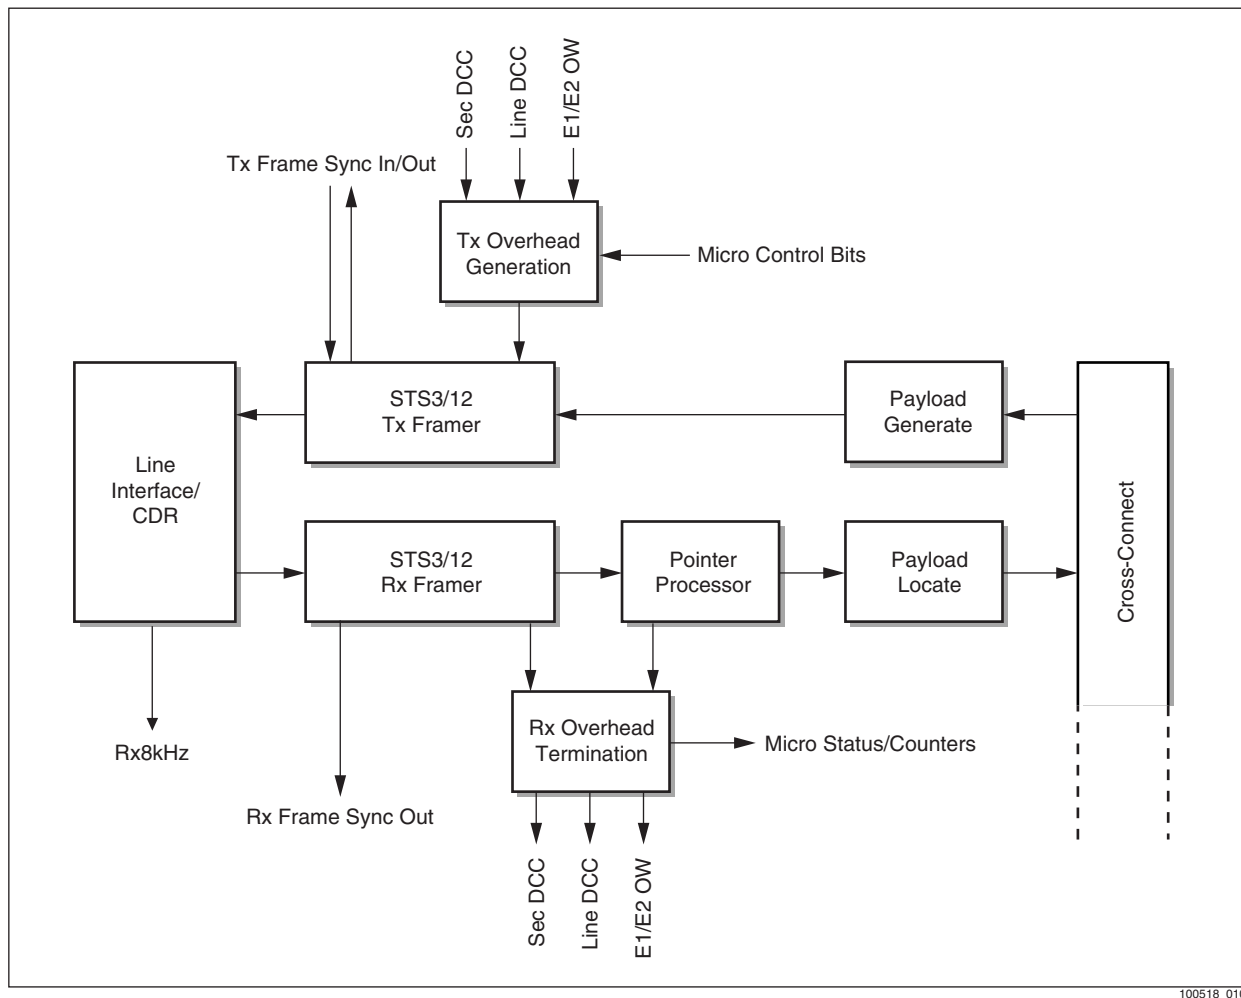 Sec DCC
Line DCC
E1/E2 OW
Tx Frame Sync In/Out
Tx Overhead
Generation
Micro Control Bits
Line
Interface/
CDR
STS3/12
Tx Framer
Payload
Generate
Cross-Connect
STS3/12
Rx Framer
Pointer
Processor
Payload
Locate
Rx8kHz
Rx Frame Sync Out
Rx Overhead
Termination
Micro Status/Counters
Sec DCC
Line DCC
E1/E2 OW
100518_010